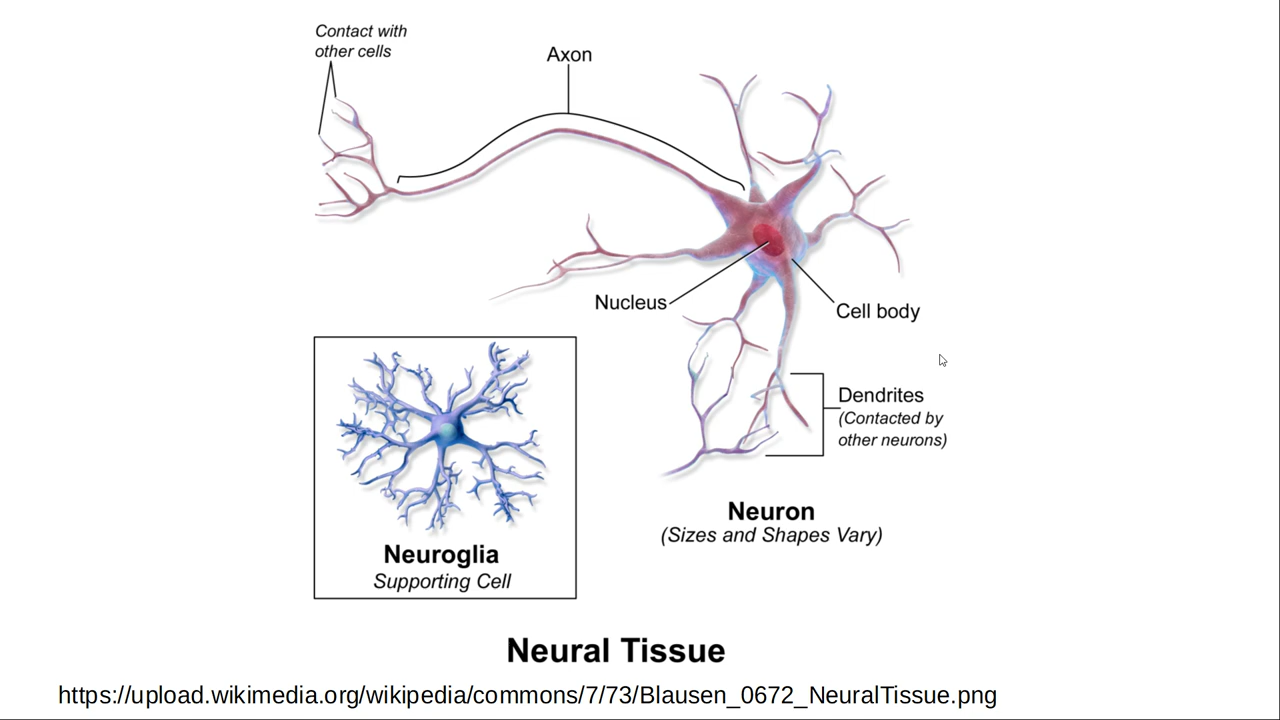 Contact with
other cells
Axon
Nucleus
Cell body
Dendrites
(Contacted by
other neurons)
Neuron
(Sizes and Shapes Vary)
Neuroglia
Supporting Cell
Neural Tissue
https://upload.wikimedia.org/wikipedia/commons/7/73/Blausen_0672_NeuralTissue.png